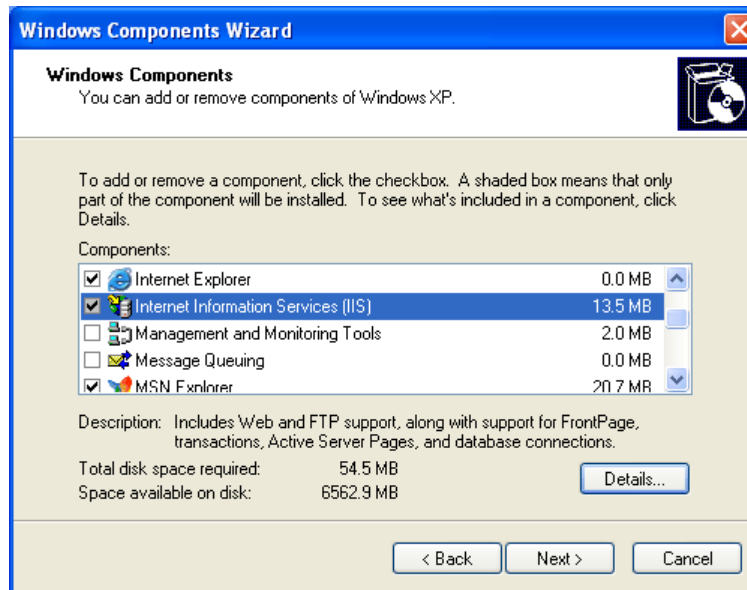 Windows Components Wizard
Windows Components
You can add or remove components of Windows XP.
To add or remove a component, click the checkbox. A shaded box means that only
part of the component will be installed. To see what's included in a component, click
Details.
Components:
Internet Explorer 0.0 MB
Internet Information Services (IIS) 13.5 MB
Management and Monitoring Tools 2.0 MB
Message Queuing 0.0 MB
MSN Explorer 20.7 MB
Description: Includes Web and FTP support, along with support for FrontPage,
transactions, Active Server Pages, and database connections.
Total disk space required: 54.5 MB
Space available on disk: 6562.9 MB
Details...
< Back Next > Cancel